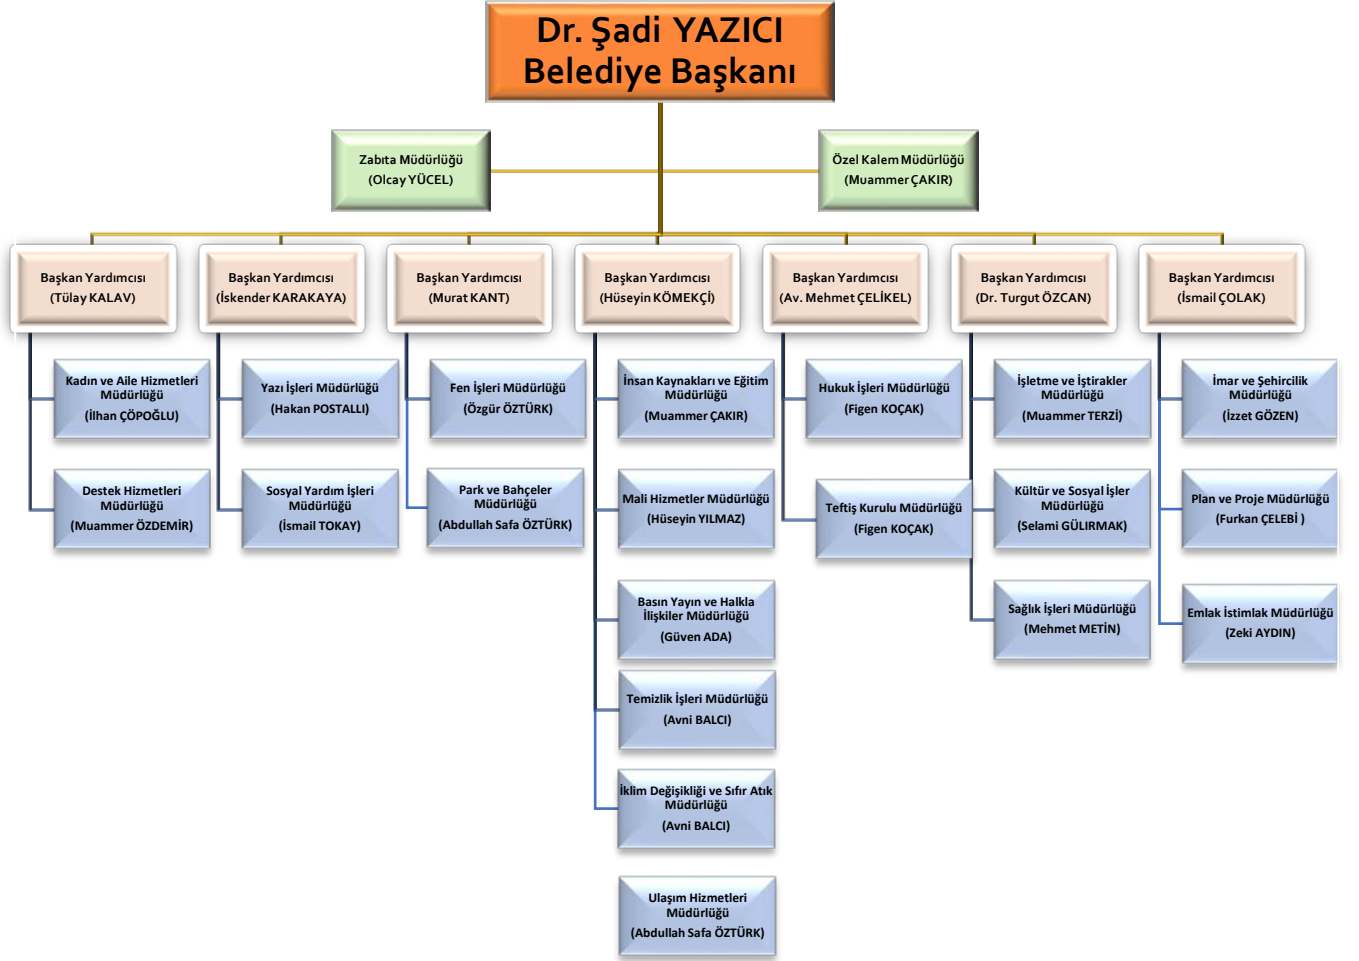 Dr. Şadi YAZICI
Belediye Başkanı
Zabıta Müdürlüğü
(Olcay YÜCEL)
Özel Kalem Müdürlüğü
(Muammer ÇAKIR)
Başkan Yardımcısı
(Tülay KALAV)
Başkan Yardımcısı
(İskender KARAKAYA)
Başkan Yardımcısı
(Murat KANT)
Başkan Yardımcısı
(Hüseyin KÖMEKÇİ)
Başkan Yardımcısı
(Av. Mehmet ÇELİKEL)
Başkan Yardımcısı
(Dr. Turgut ÖZCAN)
Başkan Yardımcısı
(İsmail ÇOLAK)
Kadın ve Aile Hizmetleri
Müdürlüğü
(İlhan ÇÖPOĞLU)
Destek Hizmetleri
Müdürlüğü
(Muammer ÖZDEMİR)
Yazı İşleri Müdürlüğü
(Hakan POSTALLI)
Sosyal Yardım İşleri
Müdürlüğü
(İsmail TOKAY)
Fen İşleri Müdürlüğü
(Özgür ÖZTÜRK)
Park ve Bahçeler
Müdürlüğü
(Abdullah Safa ÖZTÜRK)
İnsan Kaynakları ve Eğitim
Müdürlüğü
(Muammer ÇAKIR)
Mali Hizmetler Müdürlüğü
(Hüseyin YILMAZ)
Basın Yayın ve Halkla
İlişkiler Müdürlüğü
(Güven ADA)
Temizlik İşleri Müdürlüğü
(Avni BALCI)
İklim Değişikliği ve Sıfır Atık
Müdürlüğü
(Avni BALCI)
Ulaşım Hizmetleri
Müdürlüğü
(Abdullah Safa ÖZTÜRK)
Hukuk İşleri Müdürlüğü
(Figen KOÇAK)
Teftiş Kurulu Müdürlüğü
(Figen KOÇAK)
İşletme ve İştirakler
Müdürlüğü
(Muammer TERZİ)
Kültür ve Sosyal İşler
Müdürlüğü
(Selami GÜLIRMAK)
Sağlık İşleri Müdürlüğü
(Mehmet METİN)
İmar ve Şehircilik
Müdürlüğü
(İzzet GÖZEN)
Plan ve Proje Müdürlüğü
(Furkan ÇELEBİ )
Emlak İstimlak Müdürlüğü
(Zeki AYDIN)